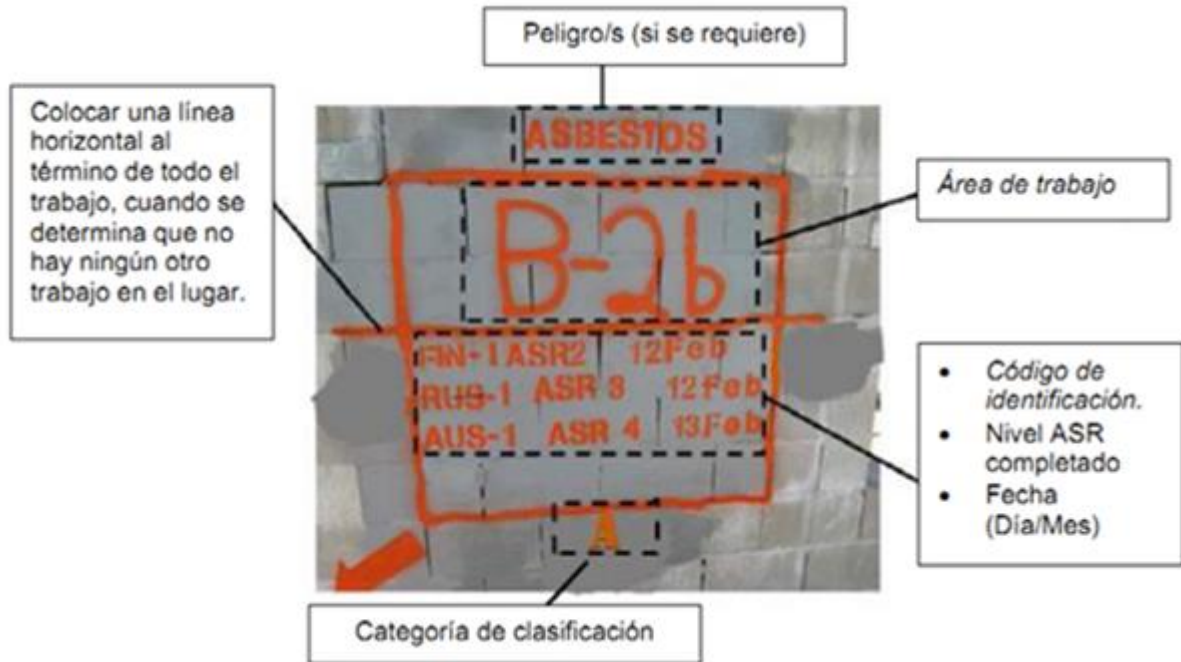 Peligro/s (si se requiere)
Colocar una línea
horizontal al
término de todo el
trabajo, cuando se
determina que no
hay ningún otro
trabajo en el lugar.
ASBESTOS
Área de trabajo
B-2b
FIN-1 ASR2 12Feb
RUS-1 ASR 3 12Feb
AUS-1 ASR 4 13Feb
• Código de
identificación.
• Nivel ASR
completado
• Fecha
(Día/Mes)
A
Categoría de clasificación